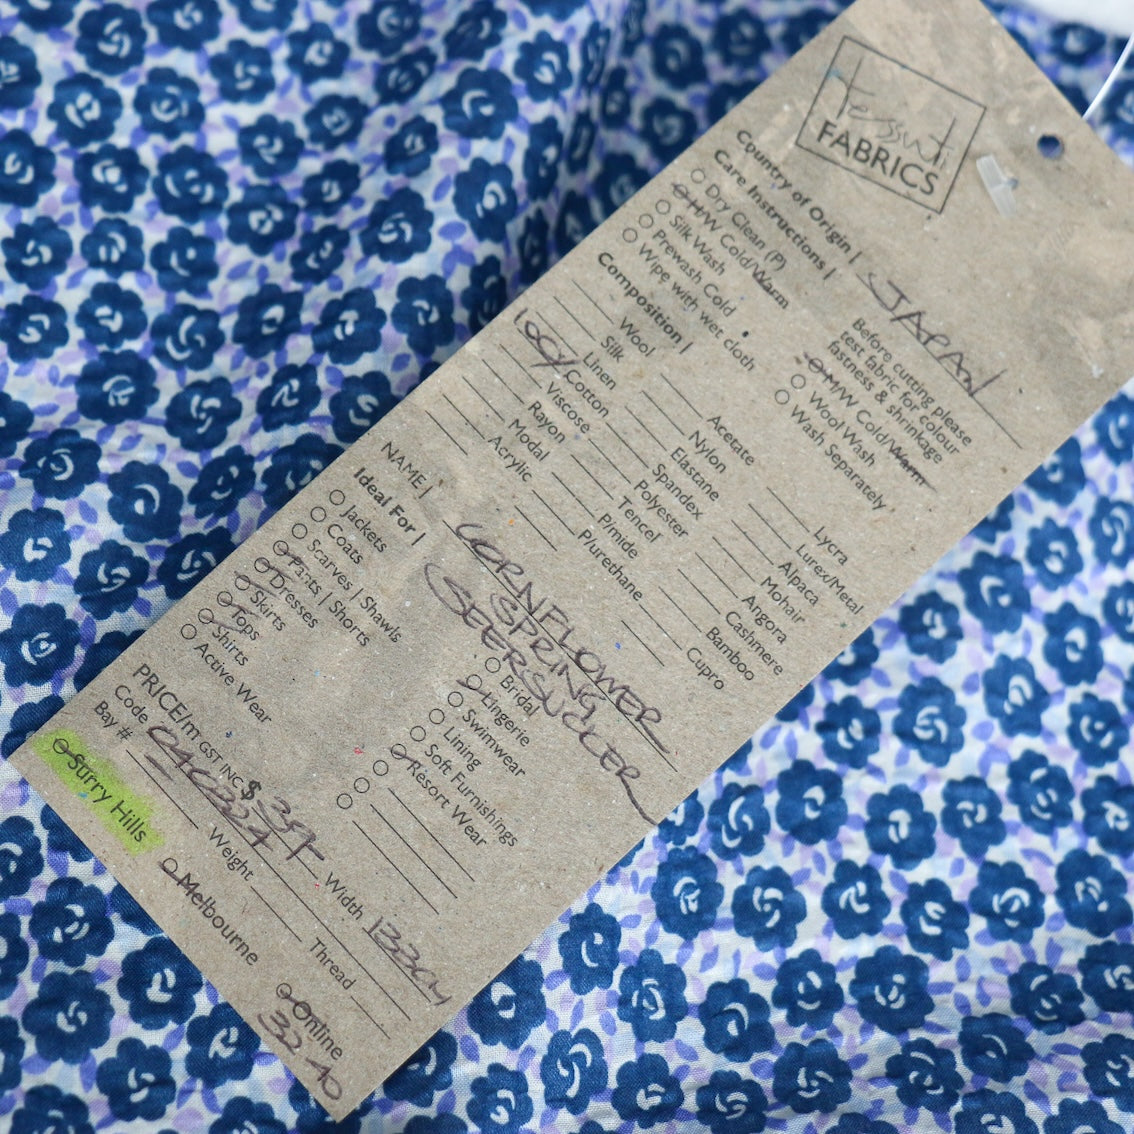 tessuti
FABRICS
Country of Origin | JAPAN
Care Instructions |
Dry Clean (P)
H/W Cold/Warm
Silk Wash
Prewash Cold
Wipe with wet cloth
Before cutting please
test fabric for colour
fastness & shrinkage
M/W Cold/Warm
Wool Wash
Wash Separately
Composition |
Wool
Silk
Linen
100% Cotton
Viscose
Rayon
Modal
Acrylic
Acetate
Nylon
Elastane
Spandex
Polyester
Tencel
P/mide
Plurethane
Lycra
Lurex/Metal
Alpaca
Mohair
Angora
Cashmere
Bamboo
Cupro
NAME | CORNFLOWER
SPRING
(SEERSUCKER)
Ideal For |
Jackets
Coats
Scarves | Shawls
Pants | Shorts
Dresses
Skirts
Tops
Shirts
Active Wear
Bridal
Lingerie
Swimwear
Lining
Soft Furnishings
Resort Wear
PRICE/m GST INC $ 39
Width 133cm
Code
Weight
Thread
Bay #
Surry Hills
Melbourne
Online
32-40